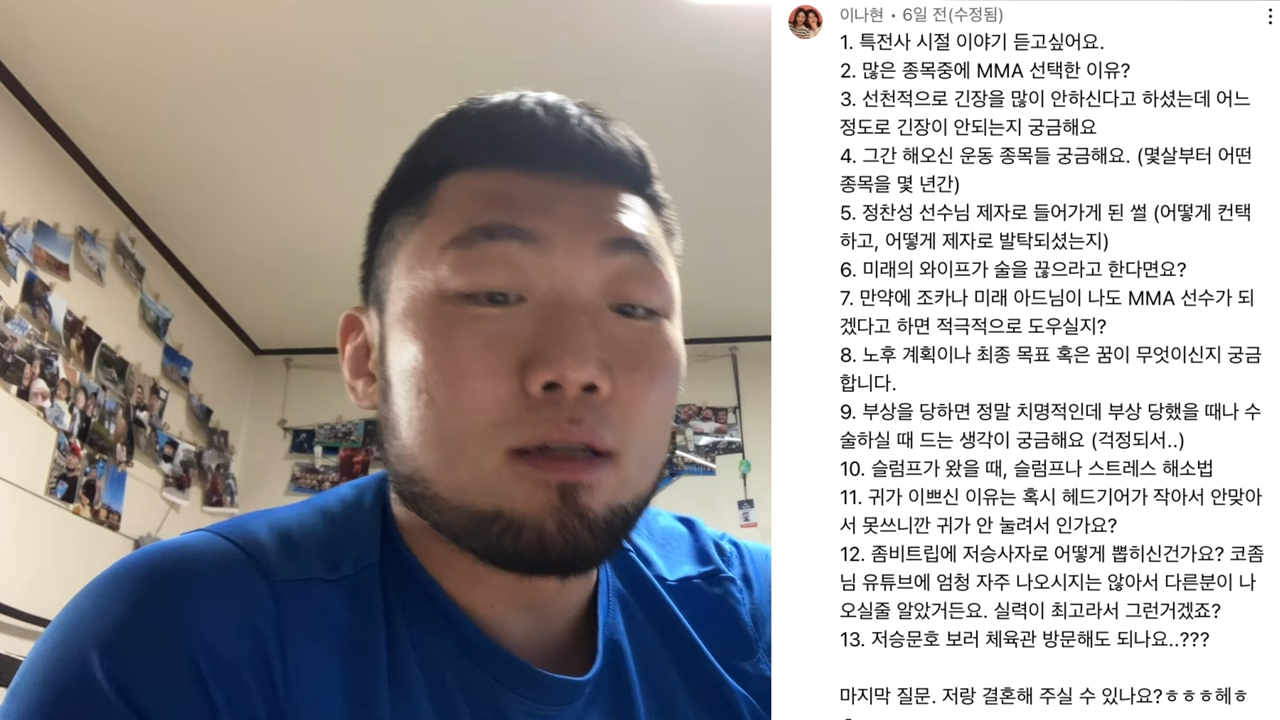 이나현 • 6일 전(수정됨)
1. 특전사 시절 이야기 듣고싶어요.
2. 많은 종목중에 MMA 선택한 이유?
3. 선천적으로 긴장을 많이 안하신다고 하셨는데 어느
정도로 긴장이 안되는지 궁금해요
4. 그간 해오신 운동 종목들 궁금해요. (몇살부터 어떤
종목을 몇 년간)
5. 정찬성 선수님 제자로 들어가게 된 썰 (어떻게 컨택
하고, 어떻게 제자로 발탁되셨는지)
6. 미래의 와이프가 술을 끊으라고 한다면요?
7. 만약에 조카나 미래 아드님이 나도 MMA 선수가 되
겠다고 하면 적극적으로 도우실지?
8. 노후 계획이나 최종 목표 혹은 꿈이 무엇이신지 궁금
합니다.
9. 부상을 당하면 정말 치명적인데 부상 당했을 때나 수
술하실 때 드는 생각이 궁금해요 (걱정되서..)
10. 슬럼프가 왔을 때, 슬럼프나 스트레스 해소법
11. 귀가 이쁘신 이유는 혹시 헤드기어가 작아서 안맞아
서 못쓰니깐 귀가 안 눌려서 인가요?
12. 좀비트립에 저승사자로 어떻게 뽑히신건가요? 코좀
님 유튜브에 엄청 자주 나오시지는 않아서 다른분이 나
오실줄 알았거든요. 실력이 최고라서 그런거겠죠?
13. 저승문호 보러 체육관 방문해도 되나요..???
마지막 질문. 저랑 결혼해 주실 수 있나요?ㅎㅎㅎ헤ㅎ